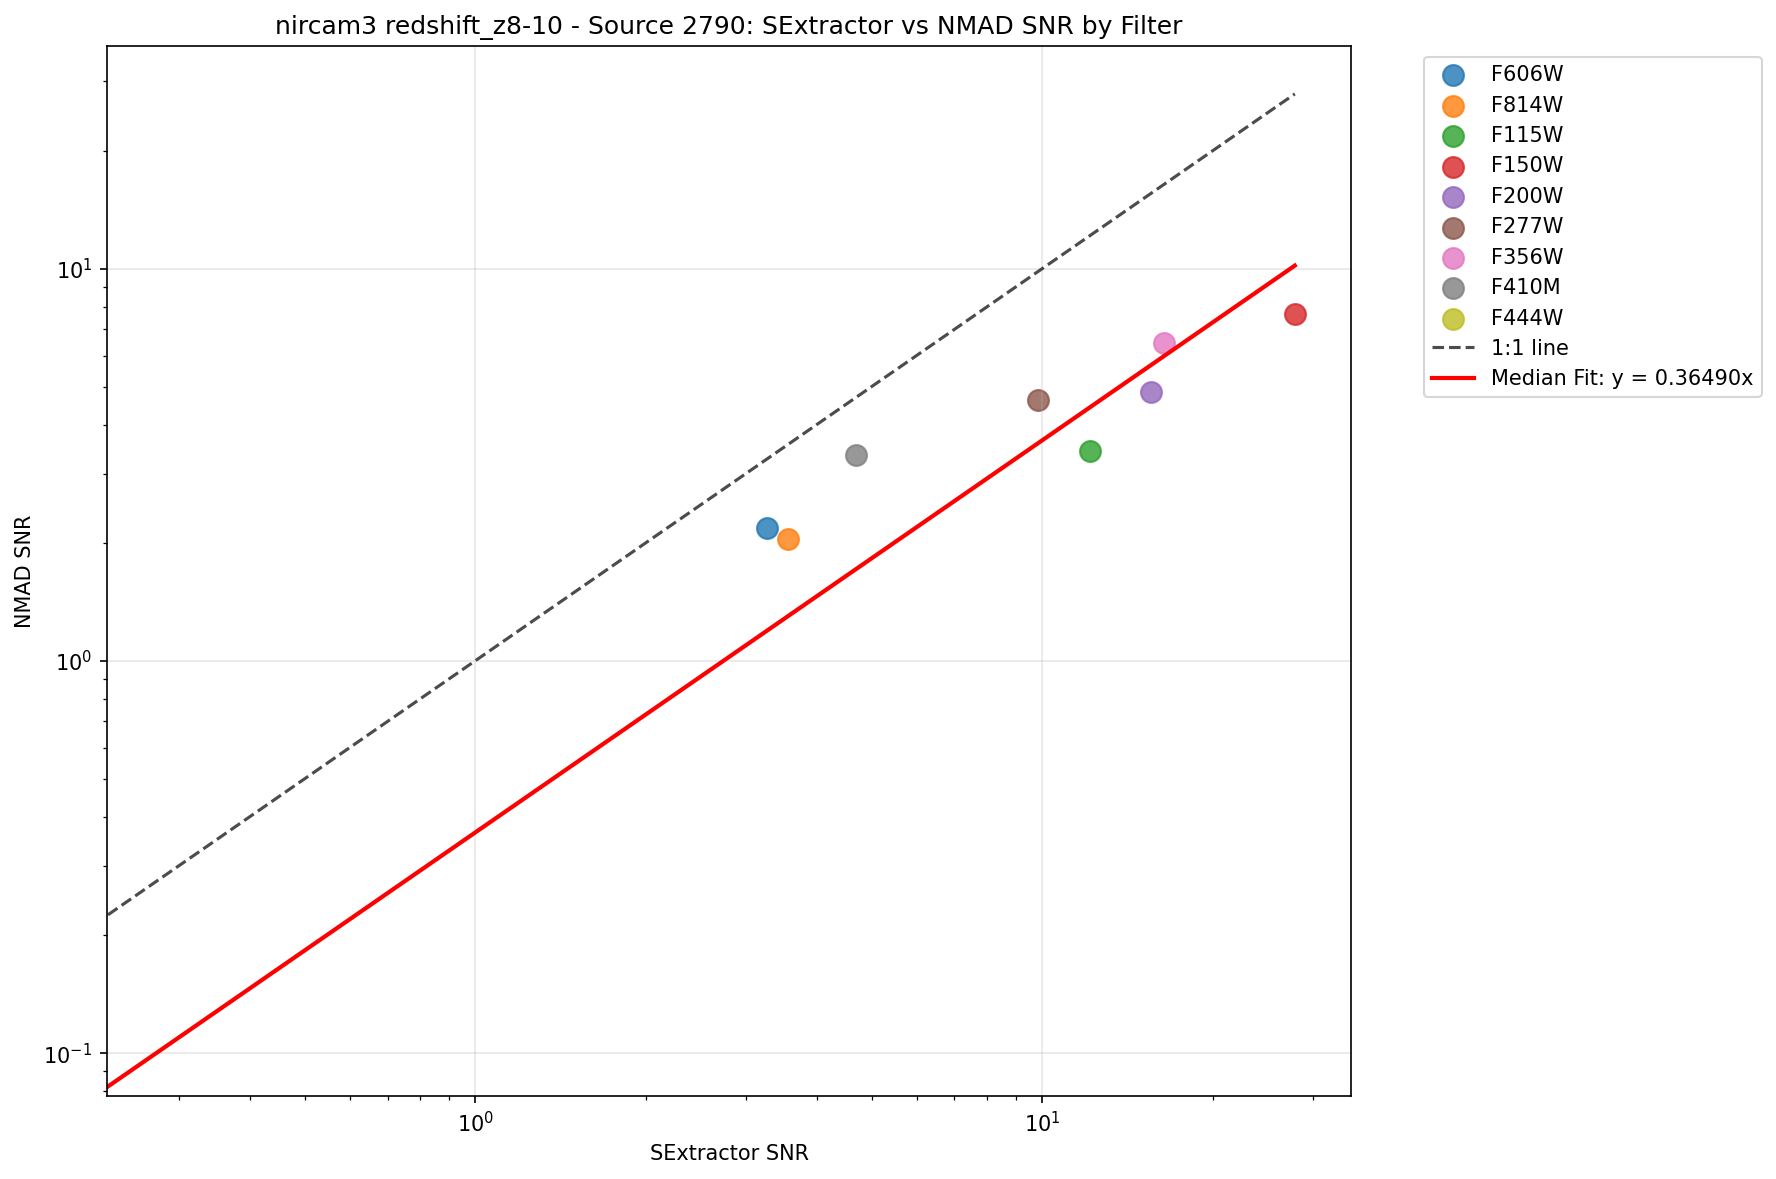 nircam3 redshift_z8-10 - Source 2790: SExtractor vs NMAD SNR by Filter
F606W
F814W
F115W
F150W
F200W
F277W
F356W
F410M
F444W
1:1 line
Median Fit: y = 0.36490x
NMAD SNR
10¹
10⁰
10⁻¹
10⁰
10¹
SExtractor SNR